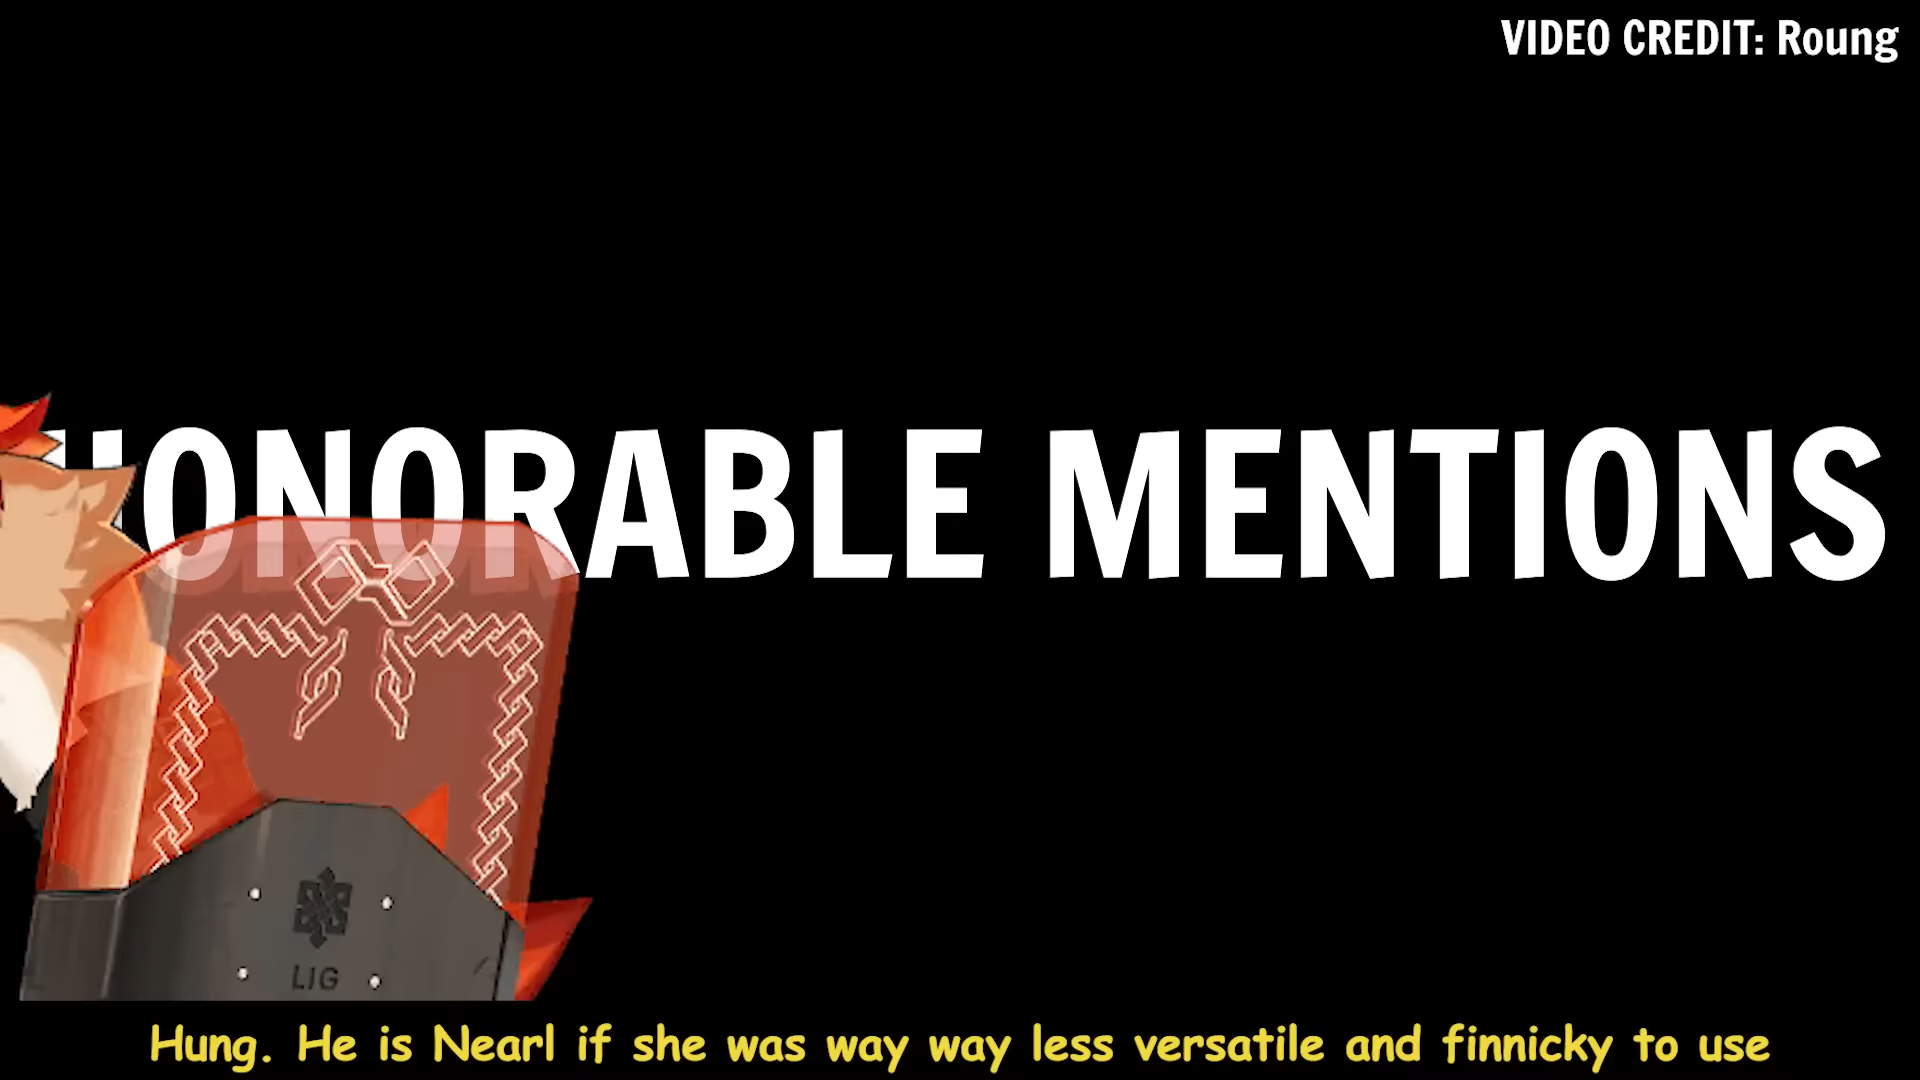 VIDEO CREDIT: Roung
HONORABLE MENTIONS
LIG
Hung. He is Nearl if she was way way less versatile and finnicky to use